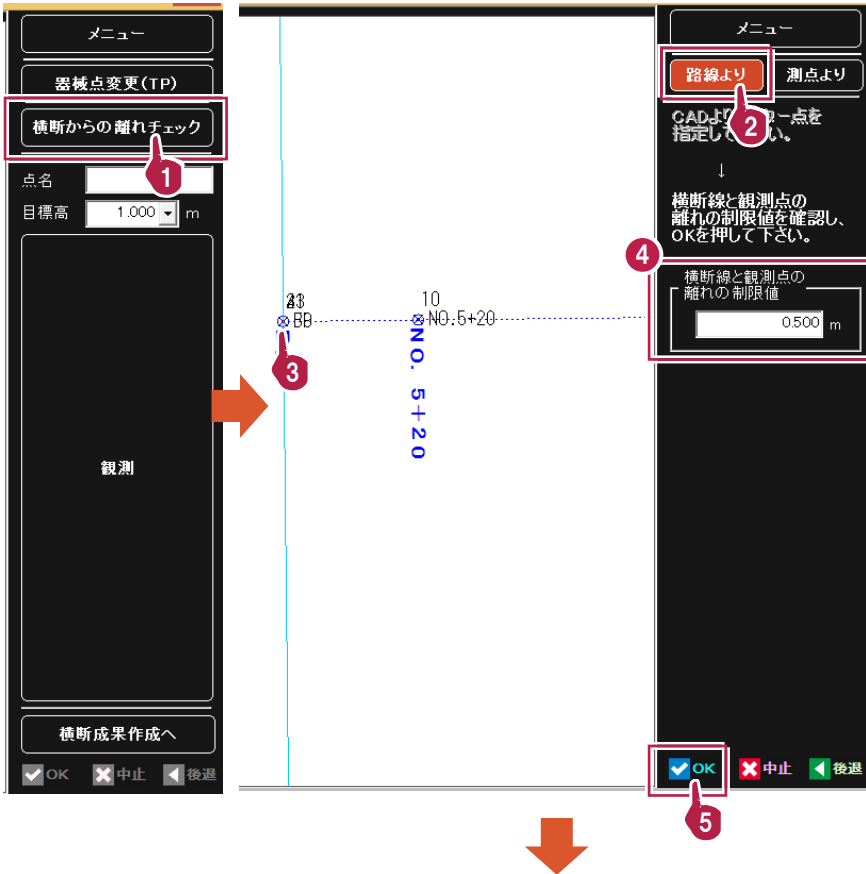 メニュー
器械点変更(TP)
横断からの離れチェック
1
点名
目標高 1.000 m
観測
横断成果作成へ
OK 中止 後退
10
BP NO.5+20
3
NO. 5+20
メニュー
路線より 測点より
2
CADより
点を
指定して
い。
↓
横断線と観測点の
離れの制限値を確認し、
OKを押して下さい。
4
横断線と観測点の
離れの制限値
0.500 m
OK 中止 後退
5